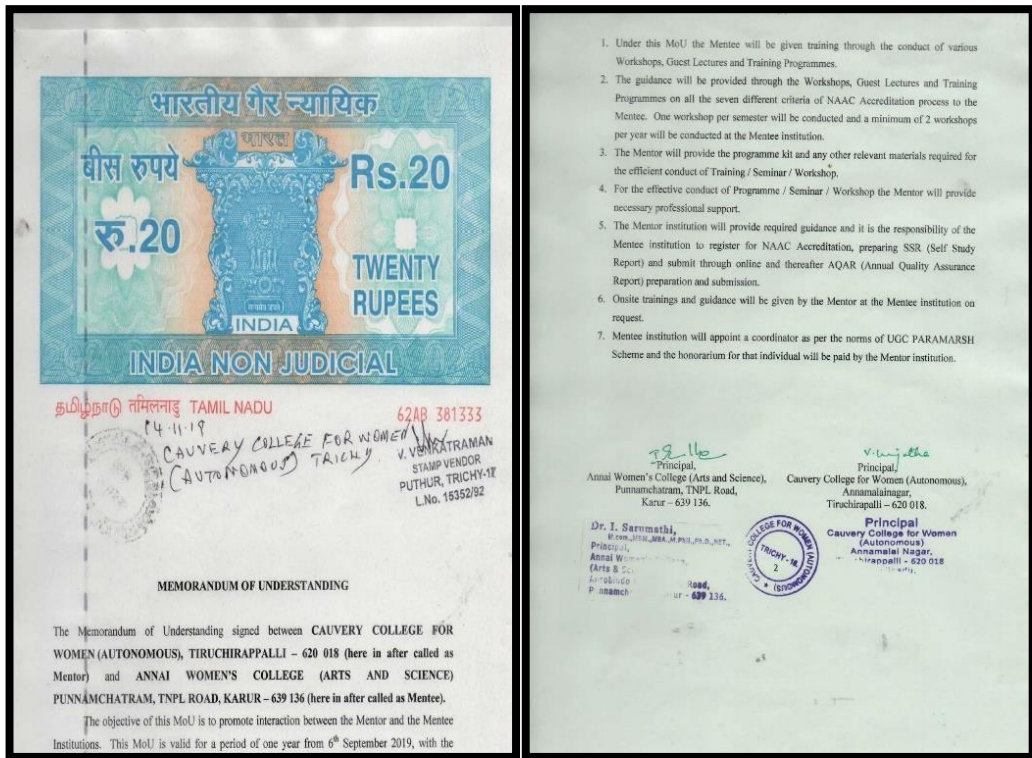 भारतीय गैर न्यायिक
भारत
बीस रुपये
Rs.20
रु.20
TWENTY
RUPEES
INDIA
INDIA NON JUDICIAL
தமிழ்நாடு तमिलनाडु TAMIL NADU
62AB 381333
14.11.19
CAUVERY COLLEGE FOR WOMEN
(AUTONOMOUS) TRICHY
V. VENKATRAMAN
STAMP VENDOR
PUTHUR, TRICHY-17
L.No. 15352/92
MEMORANDUM OF UNDERSTANDING
The Memorandum of Understanding signed between CAUVERY COLLEGE FOR
WOMEN (AUTONOMOUS), TIRUCHIRAPPALLI – 620 018 (here in after called as
Mentor) and ANNAI WOMEN'S COLLEGE (ARTS AND SCIENCE)
PUNNAMCHATRAM, TNPL ROAD, KARUR – 639 136 (here in after called as Mentee).
The objective of this MoU is to promote interaction between the Mentor and the Mentee
Institutions. This MoU is valid for a period of one year from 6th September 2019, with the
1. Under this MoU the Mentee will be given training through the conduct of various
Workshops, Guest Lectures and Training Programmes.
2. The guidance will be provided through the Workshops, Guest Lectures and Training
Programmes on all the seven different criteria of NAAC Accreditation process to the
Mentee. One workshop per semester will be conducted and a minimum of 2 workshops
per year will be conducted at the Mentee institution.
3. The Mentor will provide the programme kit and any other relevant materials required for
the efficient conduct of Training / Seminar / Workshop.
4. For the effective conduct of Programme / Seminar / Workshop the Mentor will provide
necessary professional support.
5. The Mentor institution will provide required guidance and it is the responsibility of the
Mentee institution to register for NAAC Accreditation, preparing SSR (Self Study
Report) and submit through online and thereafter AQAR (Annual Quality Assurance
Report) preparation and submission.
6. Onsite trainings and guidance will be given by the Mentor at the Mentee institution on
request.
7. Mentee institution will appoint a coordinator as per the norms of UGC PARAMARSH
Scheme and the honorarium for that individual will be paid by the Mentor institution.
Principal,
Annai Women's College (Arts and Science),
Punnamchatram, TNPL Road,
Karur – 639 136.
Principal,
Cauvery College for Women (Autonomous),
Annamalainagar,
Tiruchirapalli – 620 018.
Dr. I. Sarumathi,
Principal,
Annai
(Arts &
Road,
639 136.
CAUVERY COLLEGE FOR WOMEN (AUTONOMOUS)
TRICHY - 18.
2
Principal
Cauvery College for Women
(Autonomous)
Annamalai Nagar,
620 018